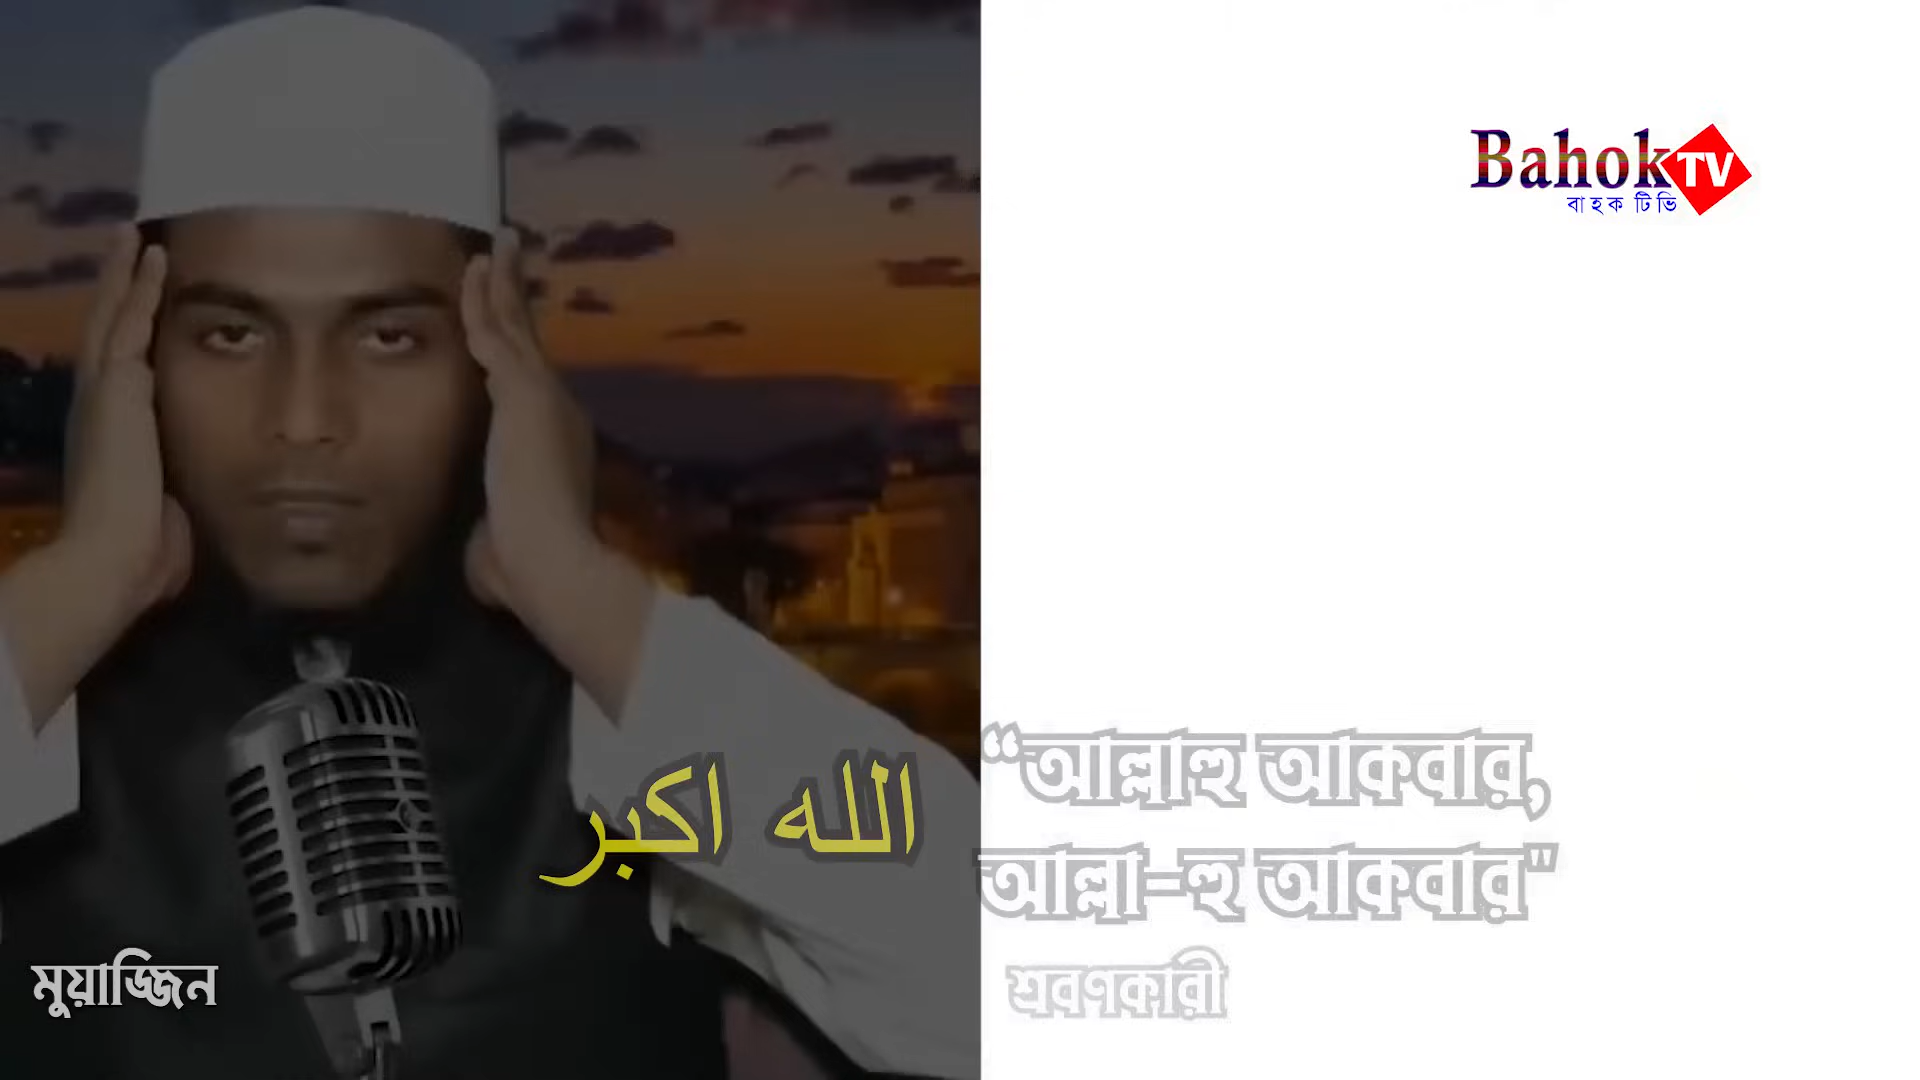 Bahok TV
বাহক টিভি
الله اكبر
“আল্লাহু আকবার,
আল্লা-হু আকবার"
মুয়াজ্জিন
শ্রবণকারী